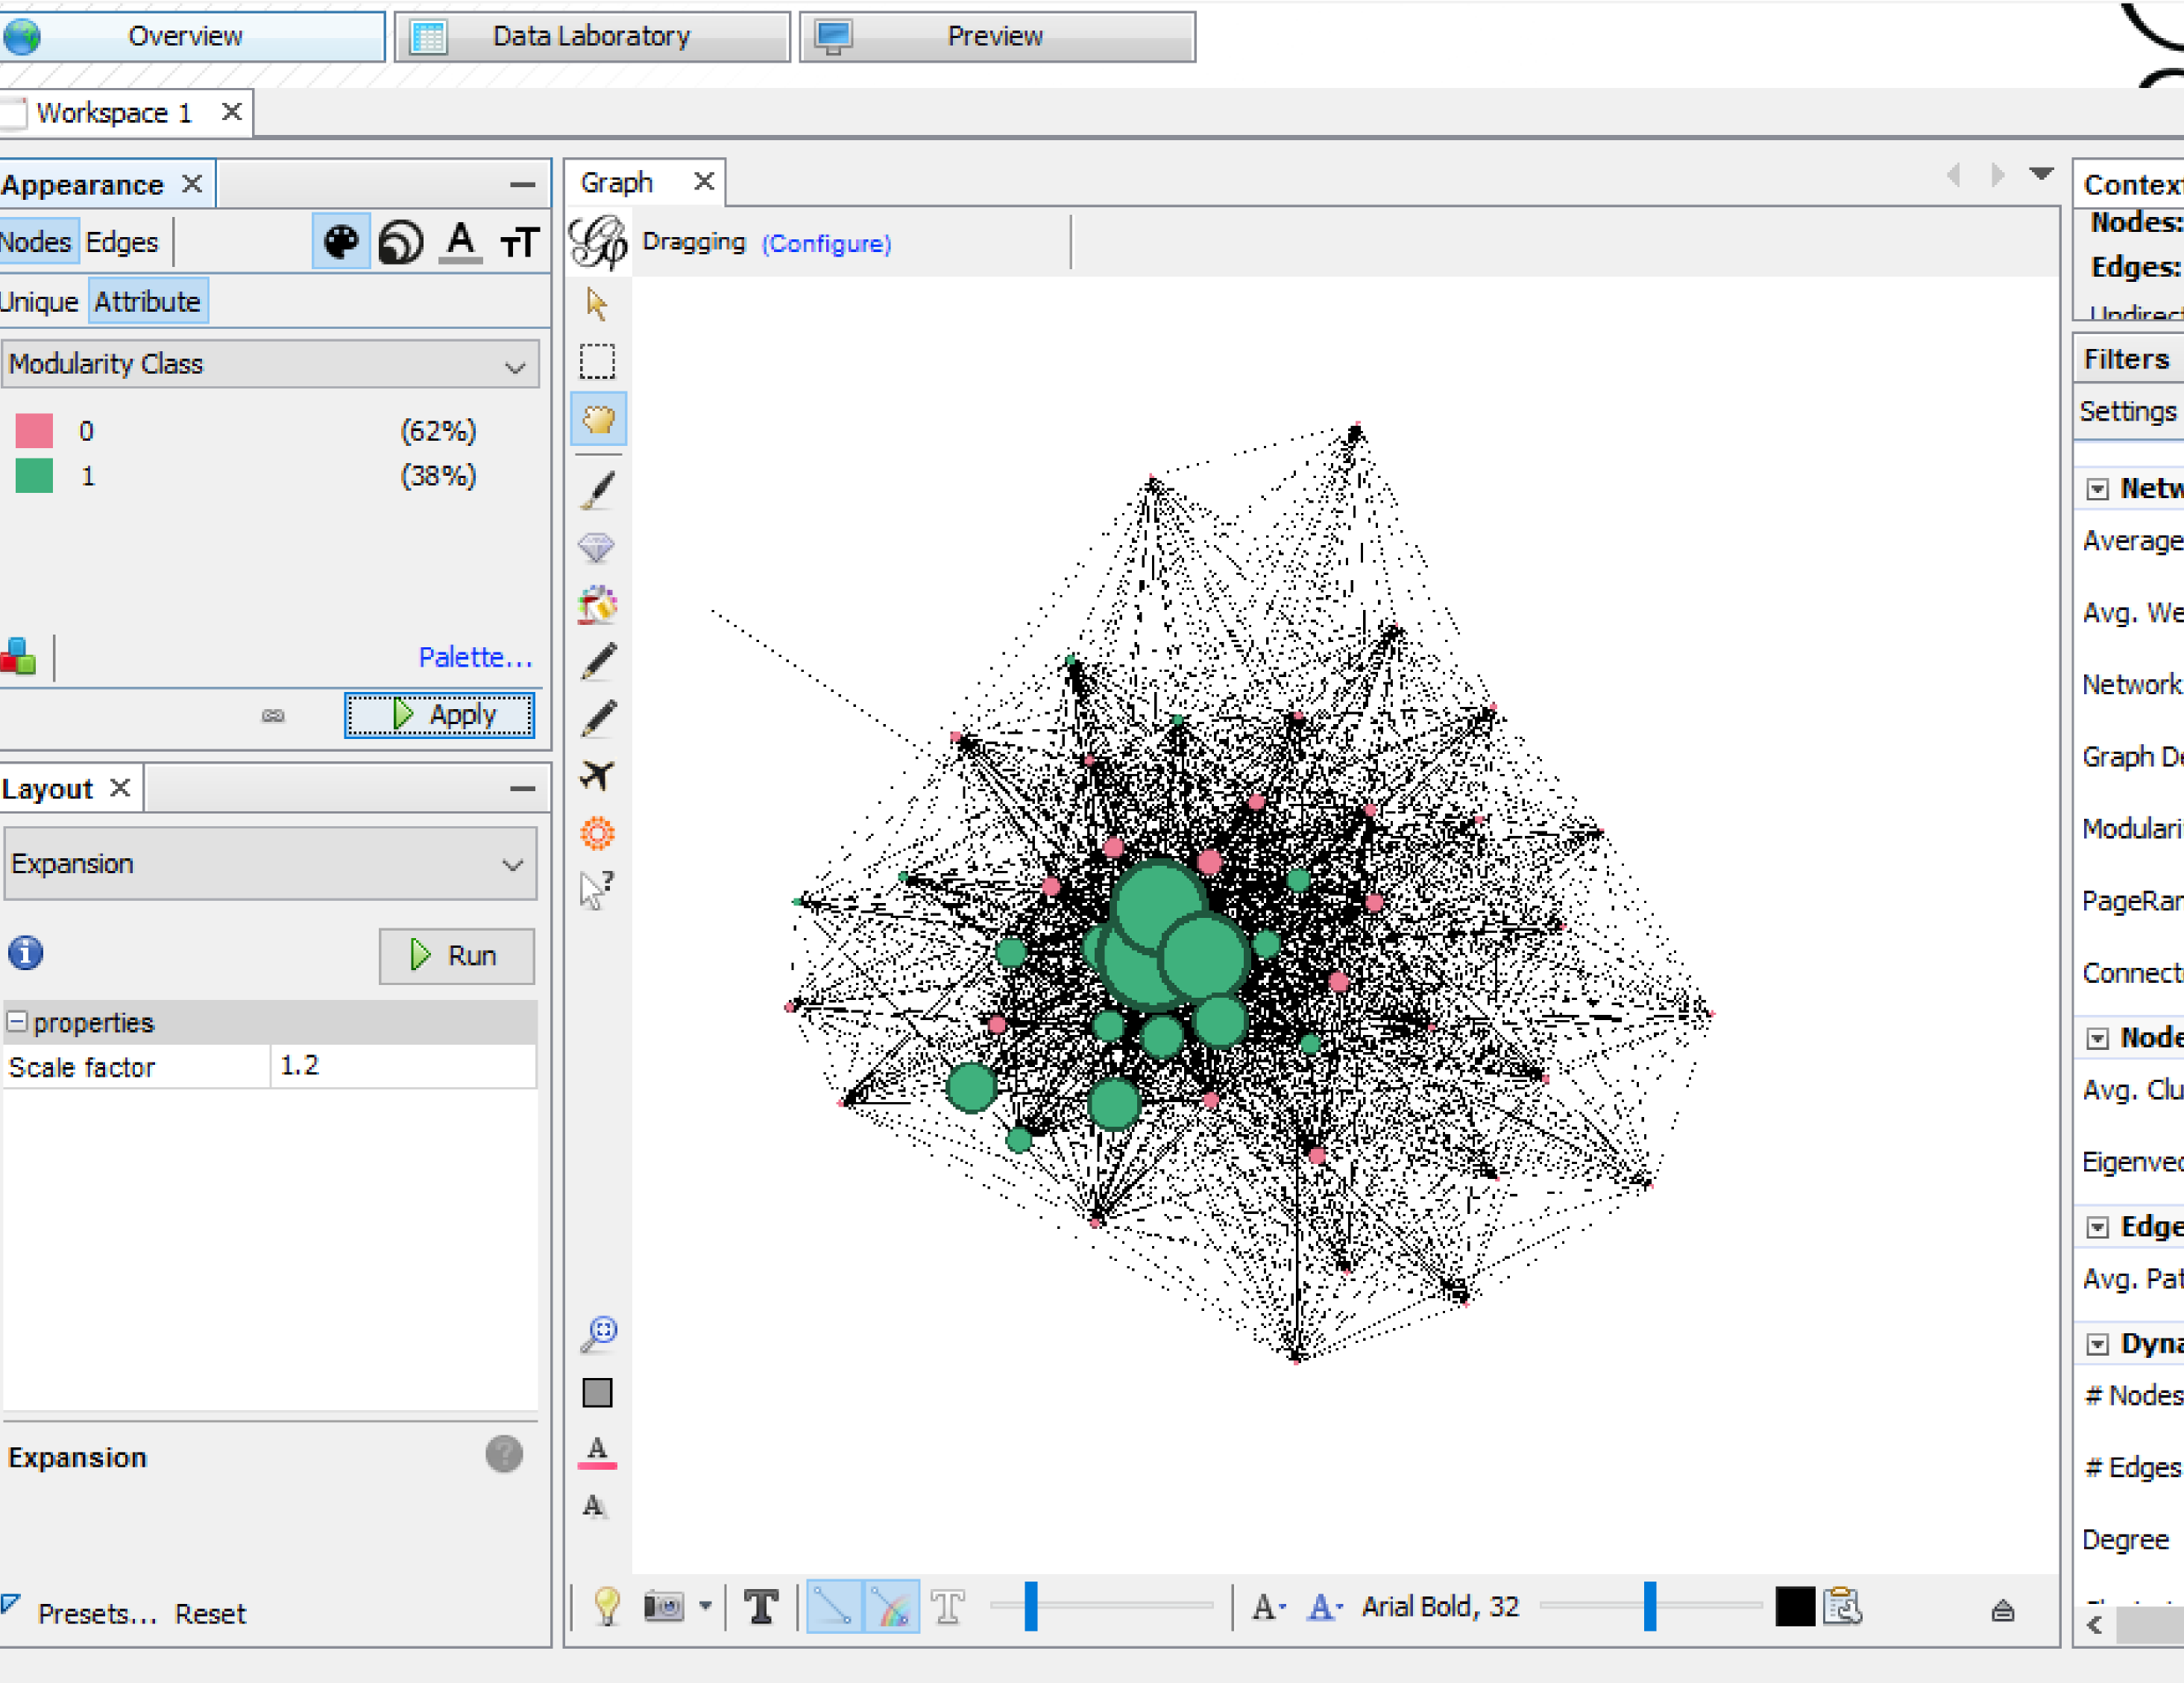 Overview
Data Laboratory
Preview
Workspace 1
Appearance
Nodes Edges
A TT
Unique Attribute
Modularity Class
0 (62%)
1 (38%)
Palette...
Apply
Layout
Expansion
Run
properties
Scale factor 1.2
Expansion
Presets... Reset
Graph
Dragging (Configure)
A
A
T T
A A Arial Bold, 32
Contex
Nodes:
Edges:
Undirect
Filters
Settings
Netw
Average
Avg. We
Network
Graph De
Modulari
PageRan
Connect
Node
Avg. Clu
Eigenvec
Edge
Avg. Pat
Dyna
# Nodes
# Edges
Degree